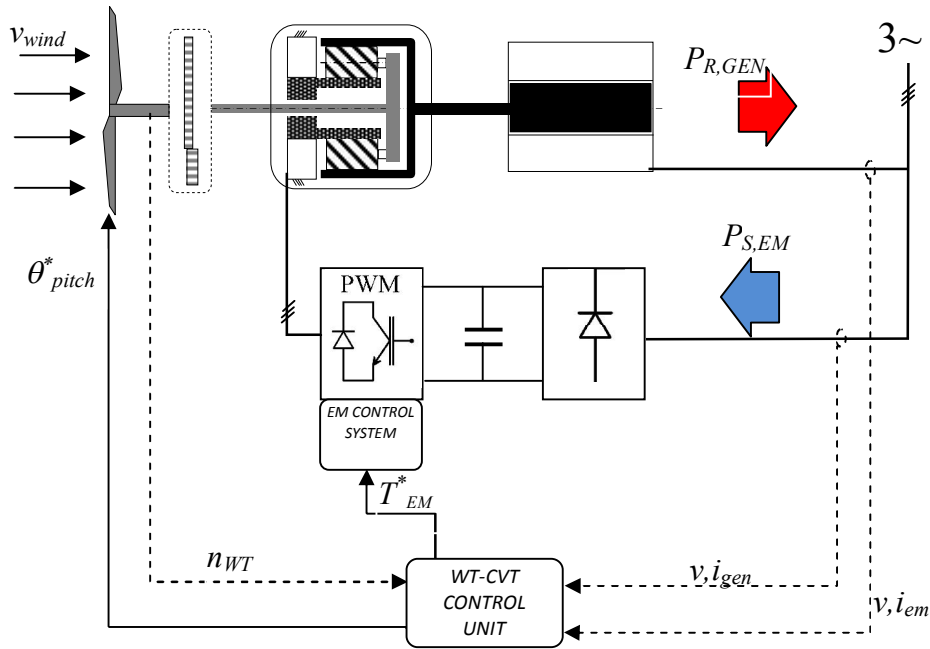 v_wind
3~
P_R,GEN
P_S,EM
θ*_pitch
PWM
EM CONTROL
SYSTEM
T*_EM
n_WT
WT-CVT
CONTROL
UNIT
v,i_gen
v,i_em